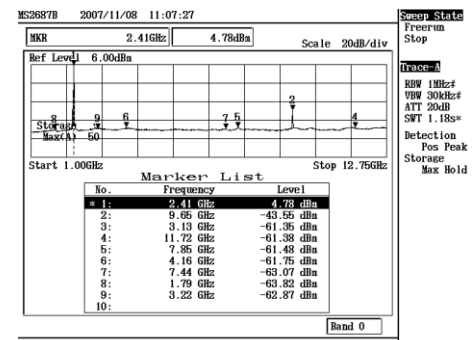 MS2687B 2007/11/08 11:07:27
MKR 2.41GHz 4.78dBm Scale 20dB/div
Ref Level 6.00dBm
2
8 9 6 7 5 4
Storage
Max(A) 50
Start 1.00GHz Stop 12.75GHz
Marker List
No. Frequency Level
* 1: 2.41 GHz 4.78 dBm
2: 9.65 GHz -43.55 dBm
3: 3.13 GHz -61.35 dBm
4: 11.72 GHz -61.38 dBm
5: 7.85 GHz -61.48 dBm
6: 4.16 GHz -61.75 dBm
7: 7.44 GHz -63.07 dBm
8: 1.79 GHz -63.82 dBm
9: 3.22 GHz -62.87 dBm
10:
Band 0
Sweep State
Freerun
Stop
Trace-A
RBW 1MHz#
VBW 30kHz#
ATT 20dB
SWT 1.18s*
Detection
Pos Peak
Storage
Max Hold